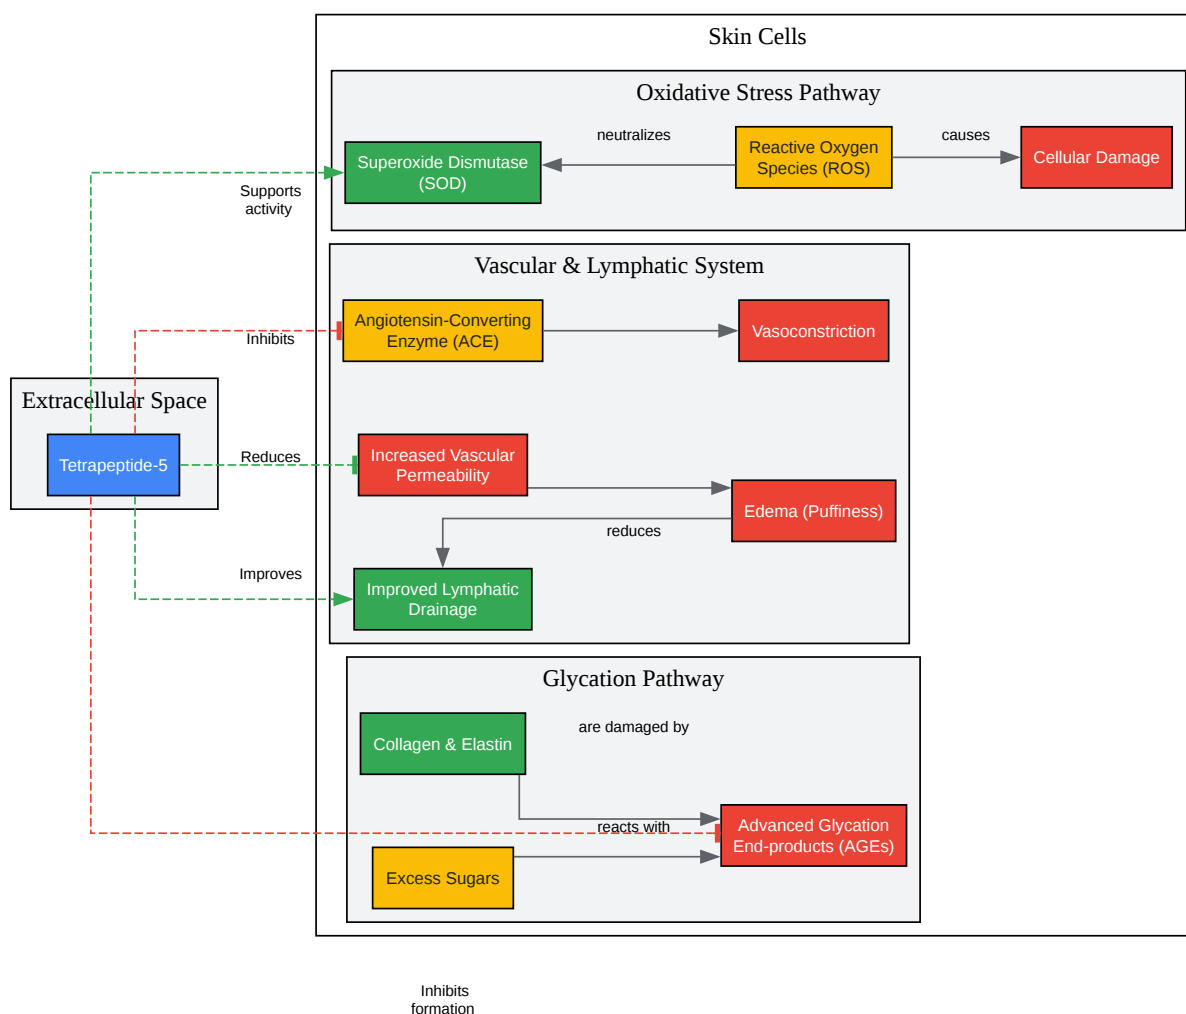 Skin Cells
Oxidative Stress Pathway
neutralizes
causes
Superoxide Dismutase
(SOD)
Reactive Oxygen
Species (ROS)
Cellular Damage
Supports
activity
Vascular & Lymphatic System
Angiotensin-Converting
Enzyme (ACE)
Vasoconstriction
Inhibits
Extracellular Space
Tetrapeptide-5
Reduces
Increased Vascular
Permeability
Edema (Puffiness)
reduces
Improves
Improved Lymphatic
Drainage
Glycation Pathway
are damaged by
Collagen & Elastin
reacts with
Advanced Glycation
End-products (AGEs)
Excess Sugars
Inhibits
formation